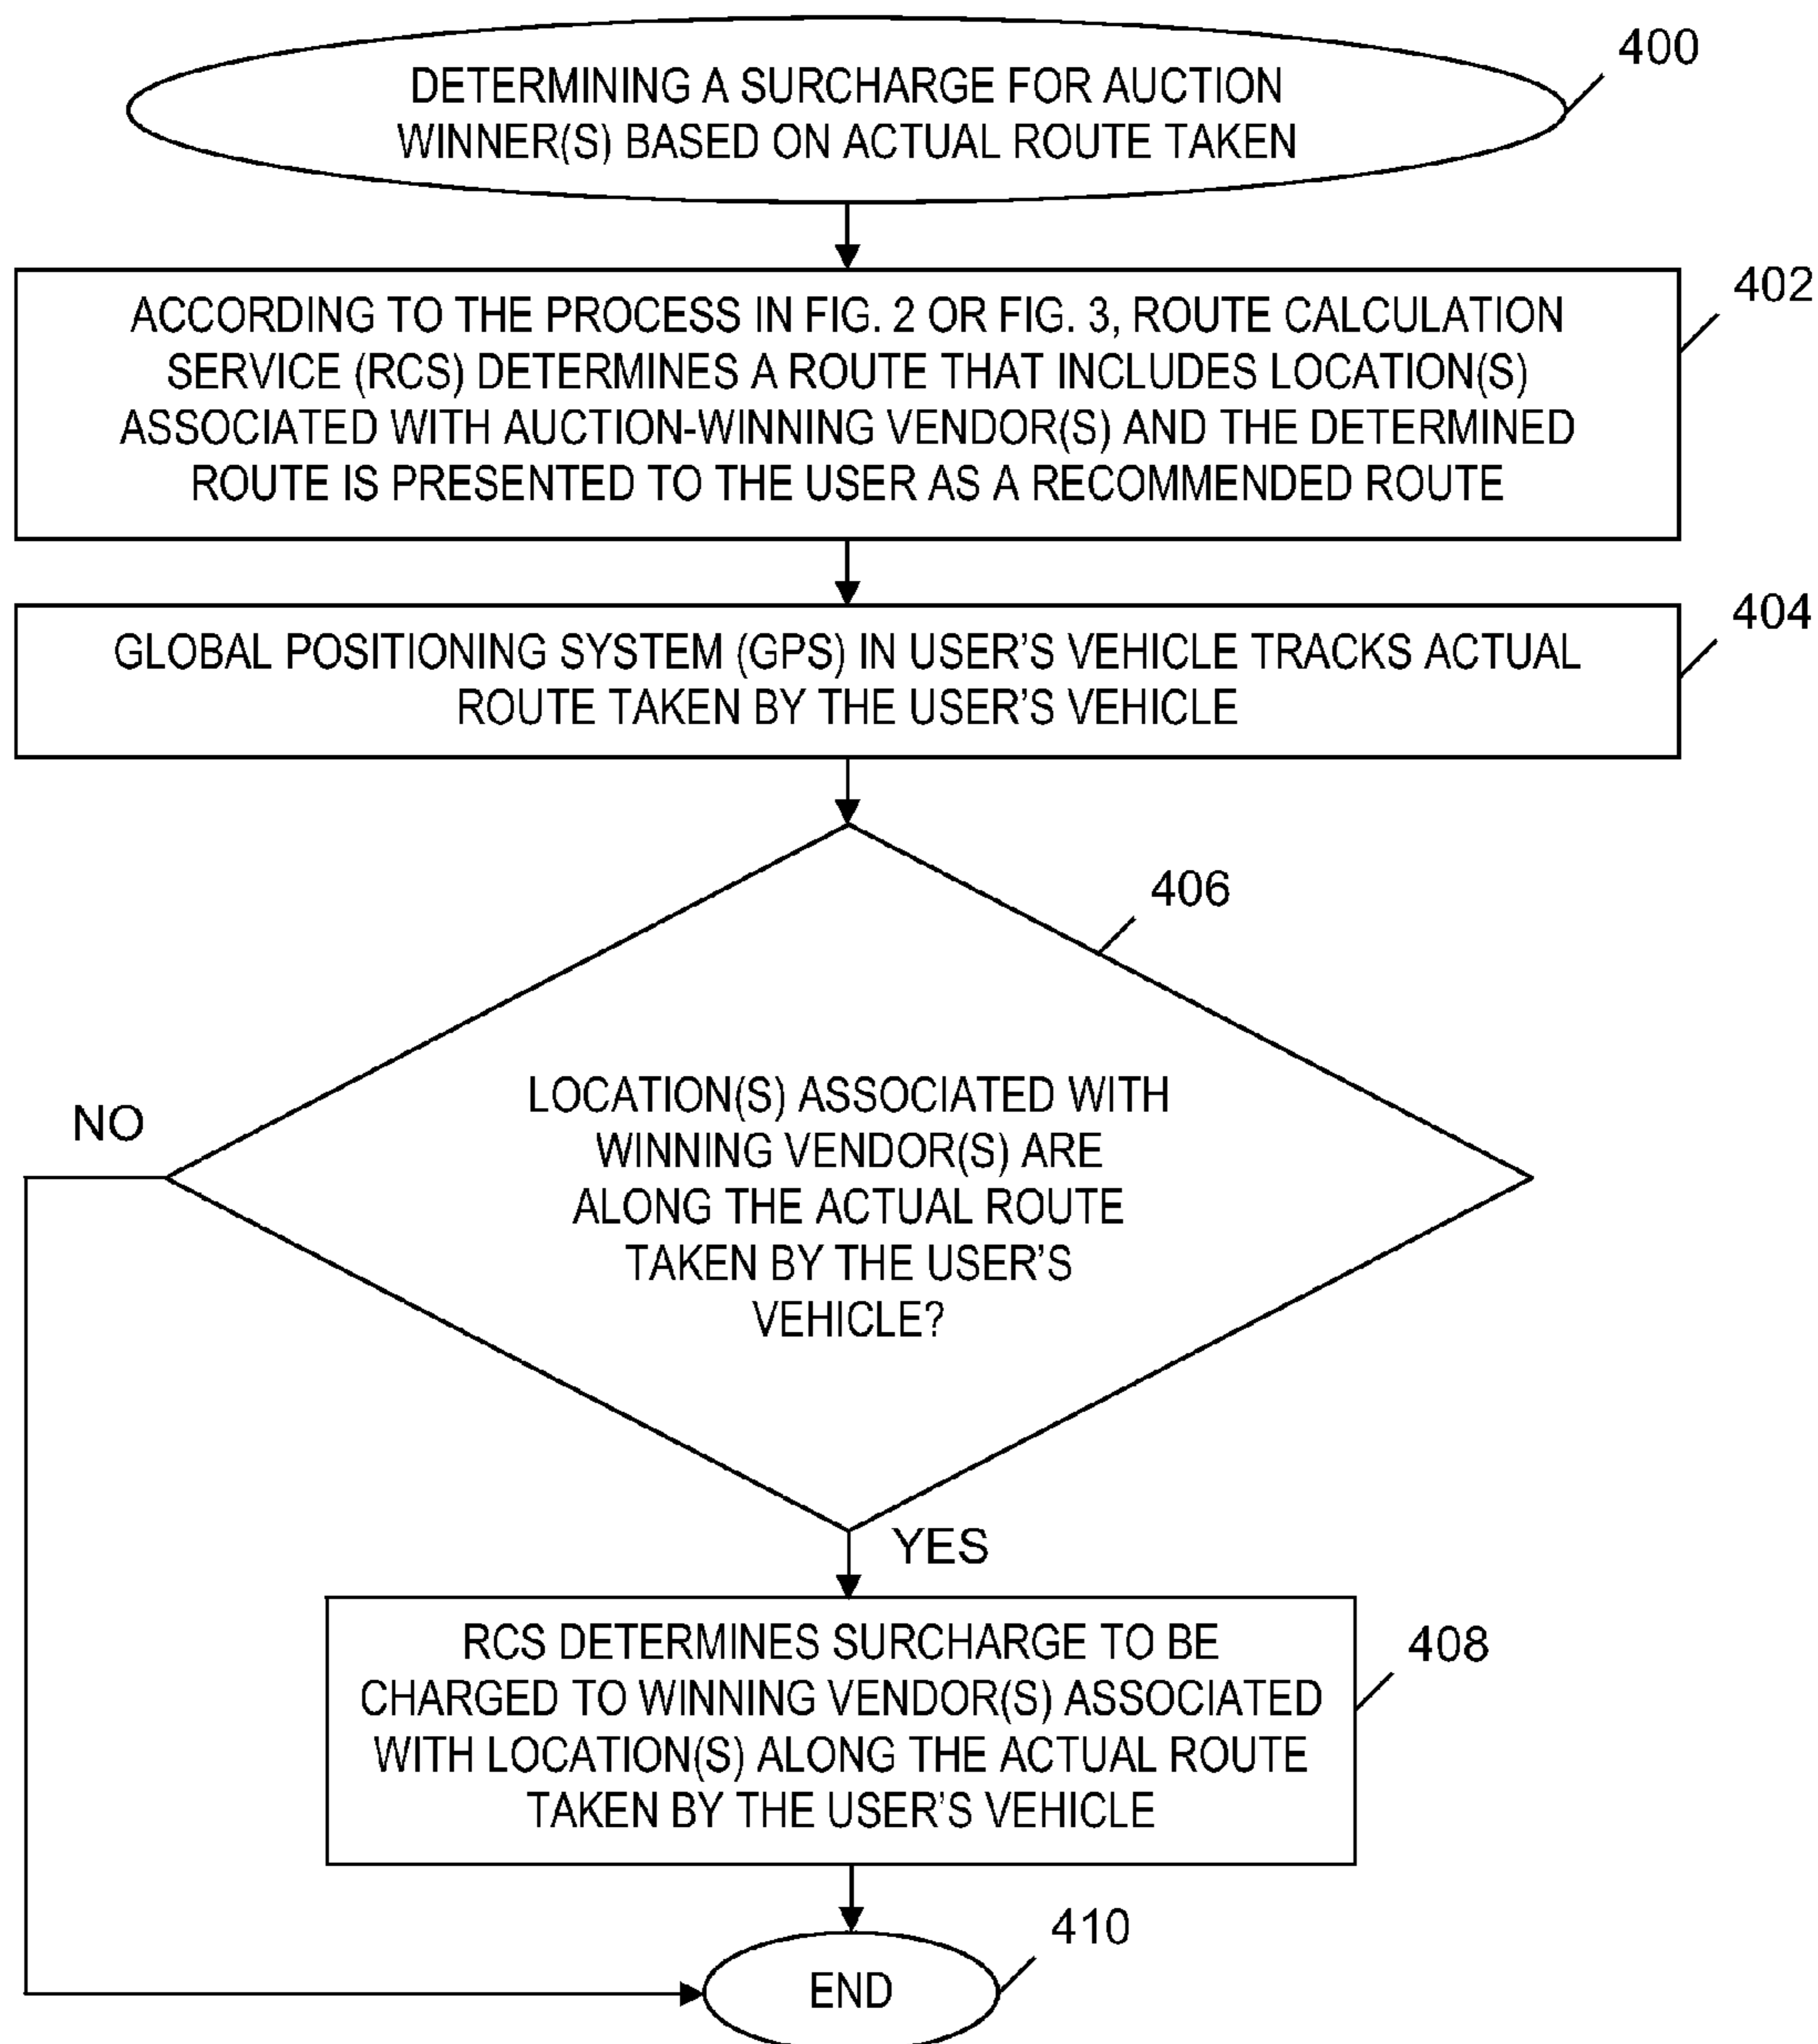 DETERMINING A SURCHARGE FOR AUCTION
WINNER(S) BASED ON ACTUAL ROUTE TAKEN
400
ACCORDING TO THE PROCESS IN FIG. 2 OR FIG. 3, ROUTE CALCULATION
SERVICE (RCS) DETERMINES A ROUTE THAT INCLUDES LOCATION(S)
ASSOCIATED WITH AUCTION-WINNING VENDOR(S) AND THE DETERMINED
ROUTE IS PRESENTED TO THE USER AS A RECOMMENDED ROUTE
402
GLOBAL POSITIONING SYSTEM (GPS) IN USER'S VEHICLE TRACKS ACTUAL
ROUTE TAKEN BY THE USER'S VEHICLE
404
406
LOCATION(S) ASSOCIATED WITH
WINNING VENDOR(S) ARE
ALONG THE ACTUAL ROUTE
TAKEN BY THE USER'S
VEHICLE?
NO
YES
RCS DETERMINES SURCHARGE TO BE
CHARGED TO WINNING VENDOR(S) ASSOCIATED
WITH LOCATION(S) ALONG THE ACTUAL ROUTE
TAKEN BY THE USER'S VEHICLE
408
410
END